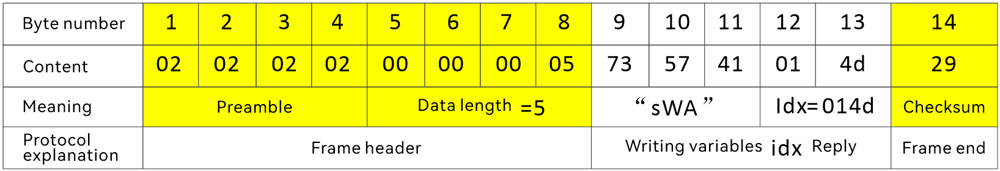 Byte number 1 2 3 4 5 6 7 8 9 10 11 12 13 14
Content 02 02 02 02 00 00 00 05 73 57 41 01 4d 29
Meaning Preamble Data length =5 “sWA” Idx=014d Checksum
Protocol
explanation Frame header Writing variables idx Reply Frame end